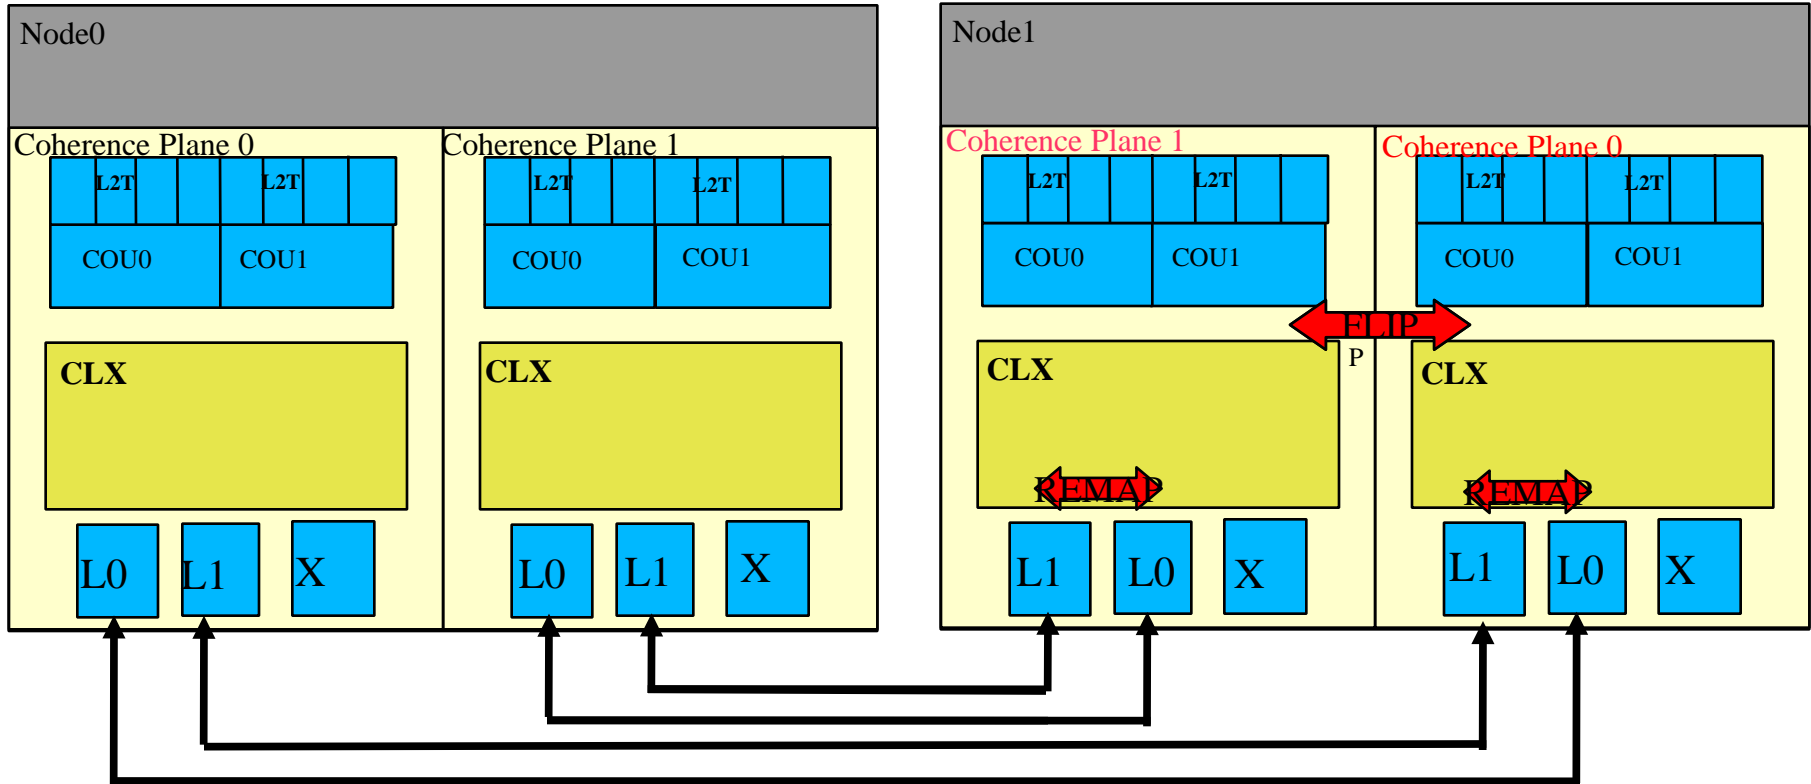 Node0
Node1
Coherence Plane 0
Coherence Plane 1
Coherence Plane 1
Coherence Plane 0
L2T
L2T
L2T
L2T
L2T
L2T
L2T
L2T
COU0
COU1
COU0
COU1
COU0
COU1
COU0
COU1
FLIP
P
CLX
CLX
CLX
CLX
REMAP
REMAP
L0
L1
X
L0
L1
X
L1
L0
X
L1
L0
X